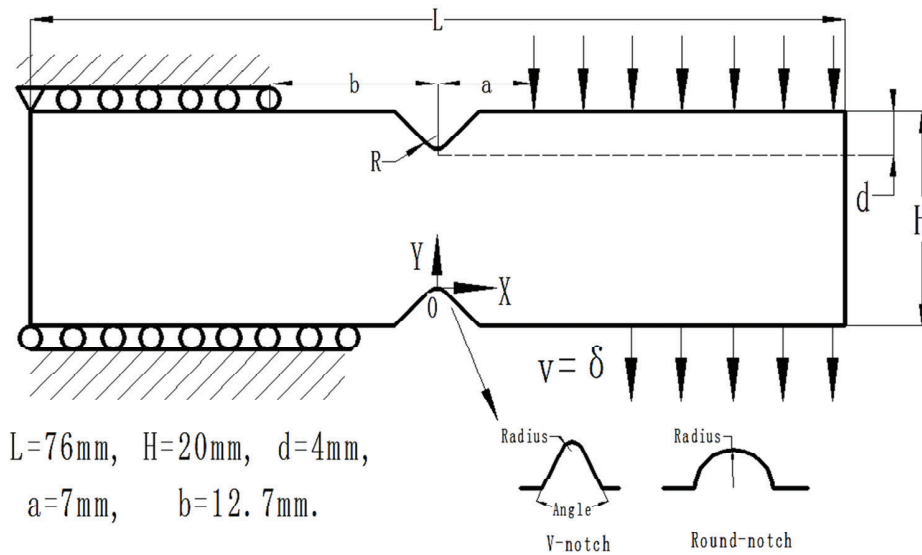 L
b
a
R
d
H
Y
X
0
v= δ
L=76mm, H=20mm, d=4mm,
a=7mm, b=12.7mm.
Radius
Radius
Angle
V-notch
Round-notch